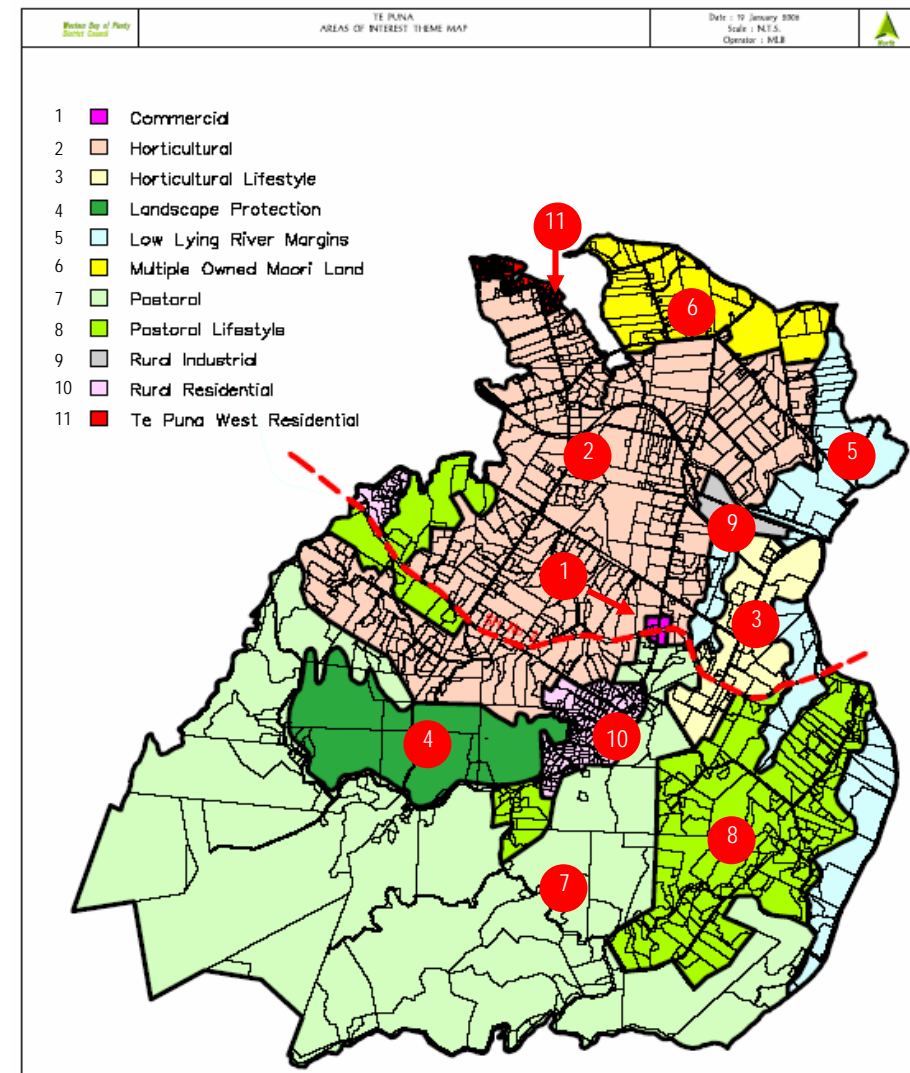 Western Bay of Plenty
District Council
TE PUNA
AREAS OF INTEREST THEME MAP
Date : 19 January 2006
Scale : N.T.S.
Operator : MLB
North
1 Commercial
2 Horticultural
3 Horticultural Lifestyle
4 Landscape Protection
5 Low Lying River Margins
6 Multiple Owned Maori Land
7 Pastoral
8 Pastoral Lifestyle
9 Rural Industrial
10 Rural Residential
11 Te Puna West Residential
11
6
2
5
9
1
3
4
10
8
7